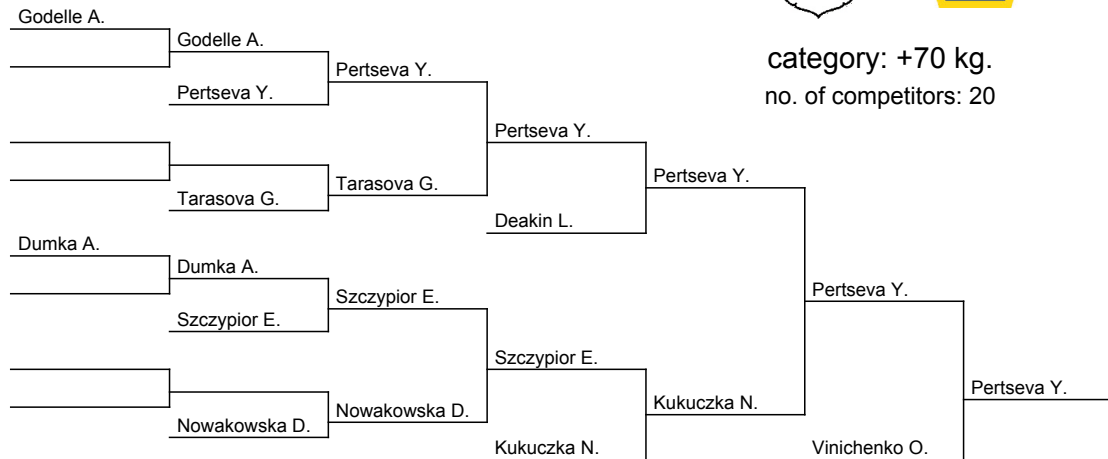 Godelle A.
Godelle A.
Pertseva Y.
category: +70 kg.
Pertseva Y.
no. of competitors: 20
Pertseva Y.
Pertseva Y.
Tarasova G.
Tarasova G.
Deakin L.
Dumka A.
Dumka A.
Pertseva Y.
Szczypior E.
Szczypior E.
Szczypior E.
Pertseva Y.
Kukuczka N.
Nowakowska D.
Nowakowska D.
Kukuczka N.
Vinichenko O.